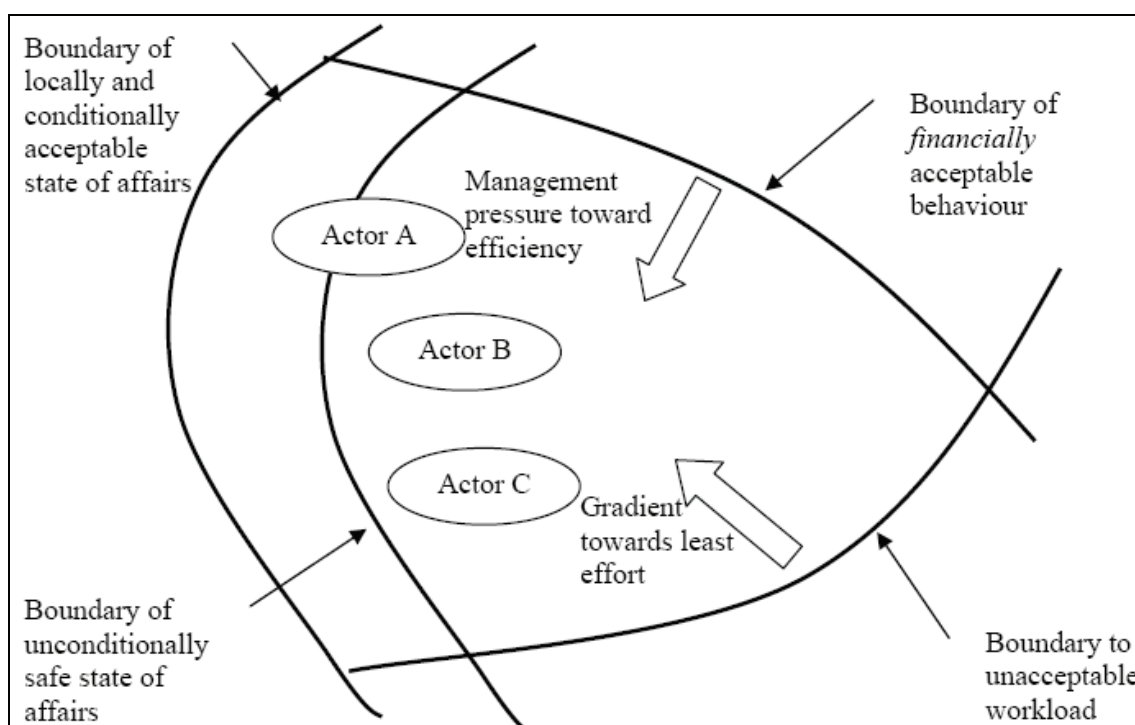 Boundary of
locally and
conditionally
acceptable
state of affairs
Boundary of
financially
acceptable
behaviour
Management
pressure toward
efficiency
Actor A
Actor B
Actor C
Gradient
towards least
effort
Boundary of
unconditionally
safe state of
affairs
Boundary to
unacceptable
workload